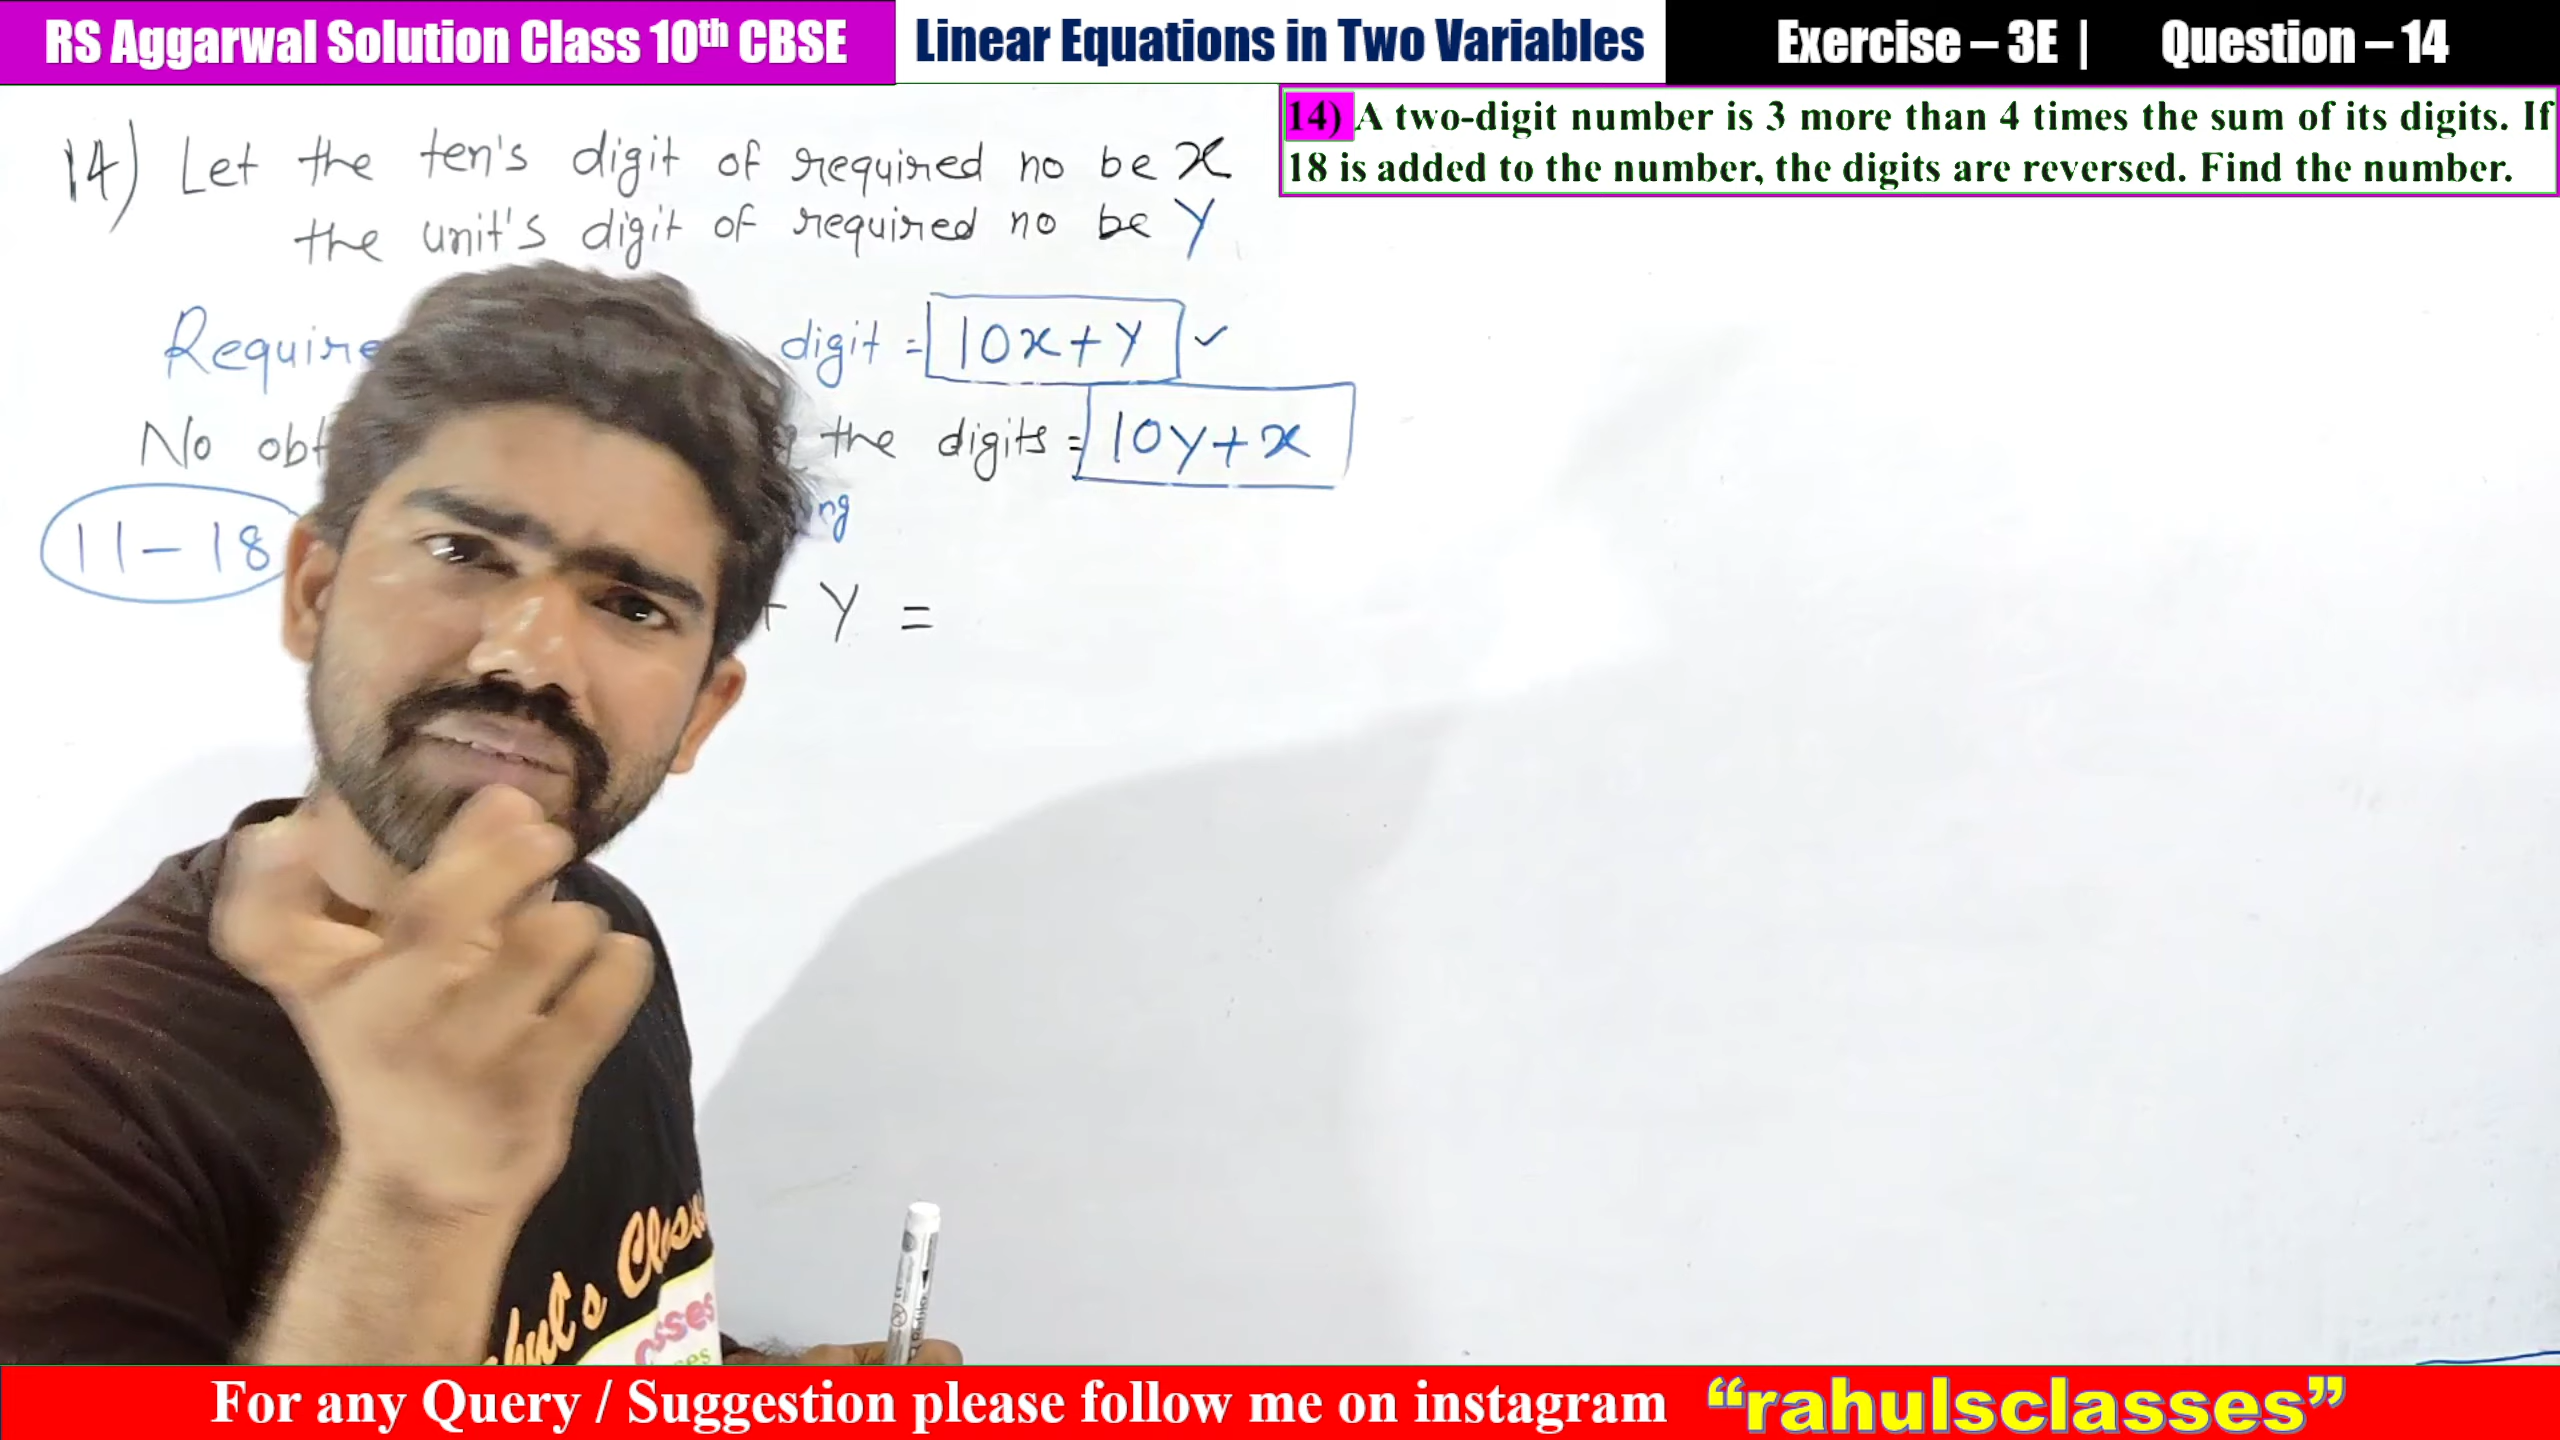 RS Aggarwal Solution Class 10th CBSE
Linear Equations in Two Variables
Exercise – 3E | Question – 14
14) A two-digit number is 3 more than 4 times the sum of its digits. If
18 is added to the number, the digits are reversed. Find the number.
14) Let the ten's digit of required no be x
the unit's digit of required no be y
digit = 10x + y ✓
No the digits = 10y + x
11 – 18
+ y =
Classes
For any Query / Suggestion please follow me on instagram “rahulsclasses”